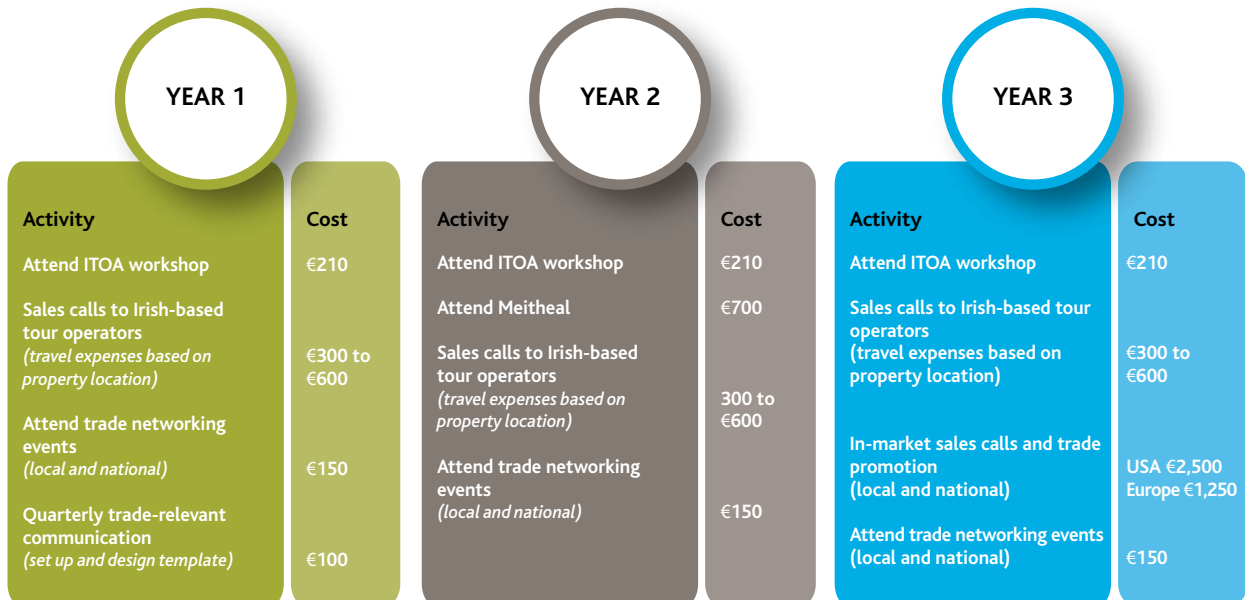 YEAR 1
Activity
Cost
Attend ITOA workshop
€210
Sales calls to Irish-based
tour operators
(travel expenses based on
property location)
€300 to
€600
Attend trade networking
events
(local and national)
€150
Quarterly trade-relevant
communication
(set up and design template)
€100
YEAR 2
Activity
Cost
Attend ITOA workshop
€210
Attend Meitheal
€700
Sales calls to Irish-based
tour operators
(travel expenses based on
property location)
300 to
€600
Attend trade networking
events
(local and national)
€150
YEAR 3
Activity
Cost
Attend ITOA workshop
€210
Sales calls to Irish-based tour
operators
(travel expenses based on
property location)
€300 to
€600
In-market sales calls and trade
promotion
(local and national)
USA €2,500
Europe €1,250
Attend trade networking events
(local and national)
€150